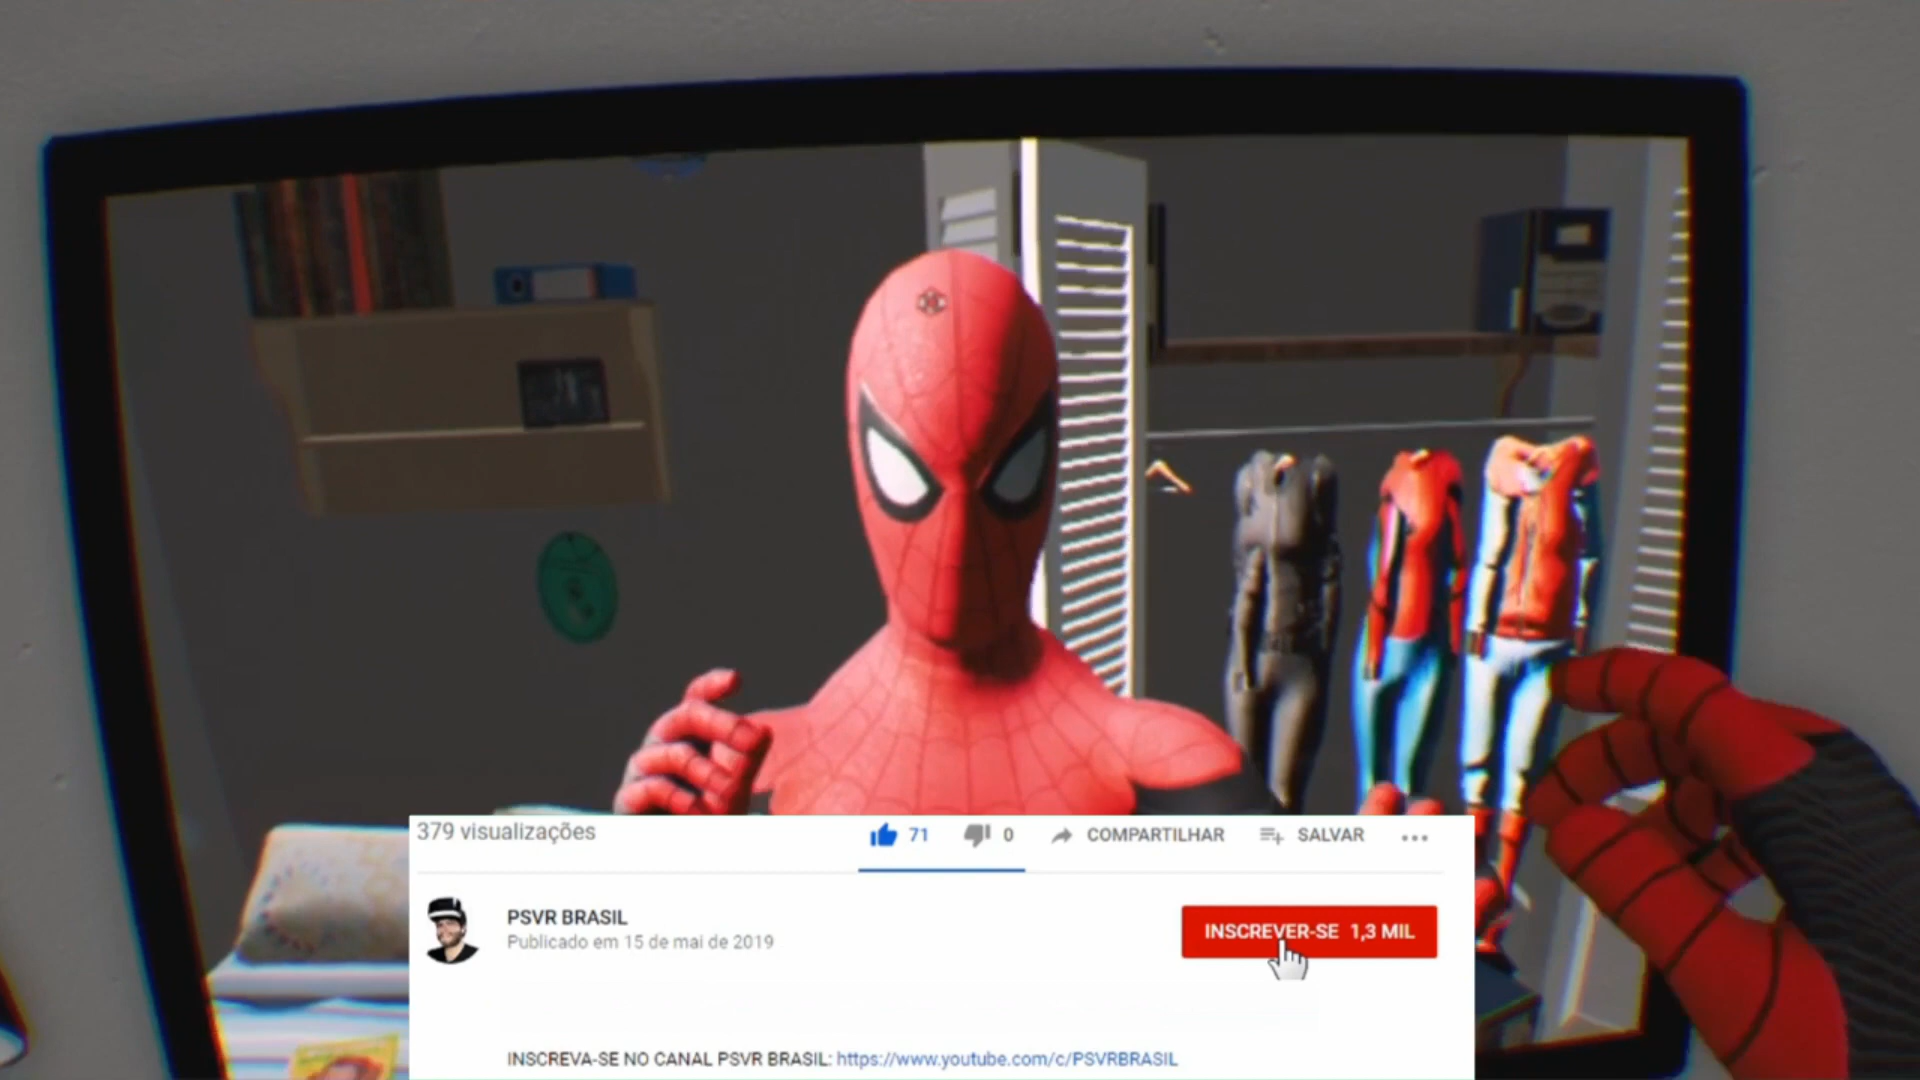 379 visualizações
71 0 COMPARTILHAR SALVAR
PSVR BRASIL
Publicado em 15 de mai de 2019
INSCREVER-SE 1,3 MIL
INSCREVA-SE NO CANAL PSVR BRASIL: https://www.youtube.com/c/PSVRBRASIL